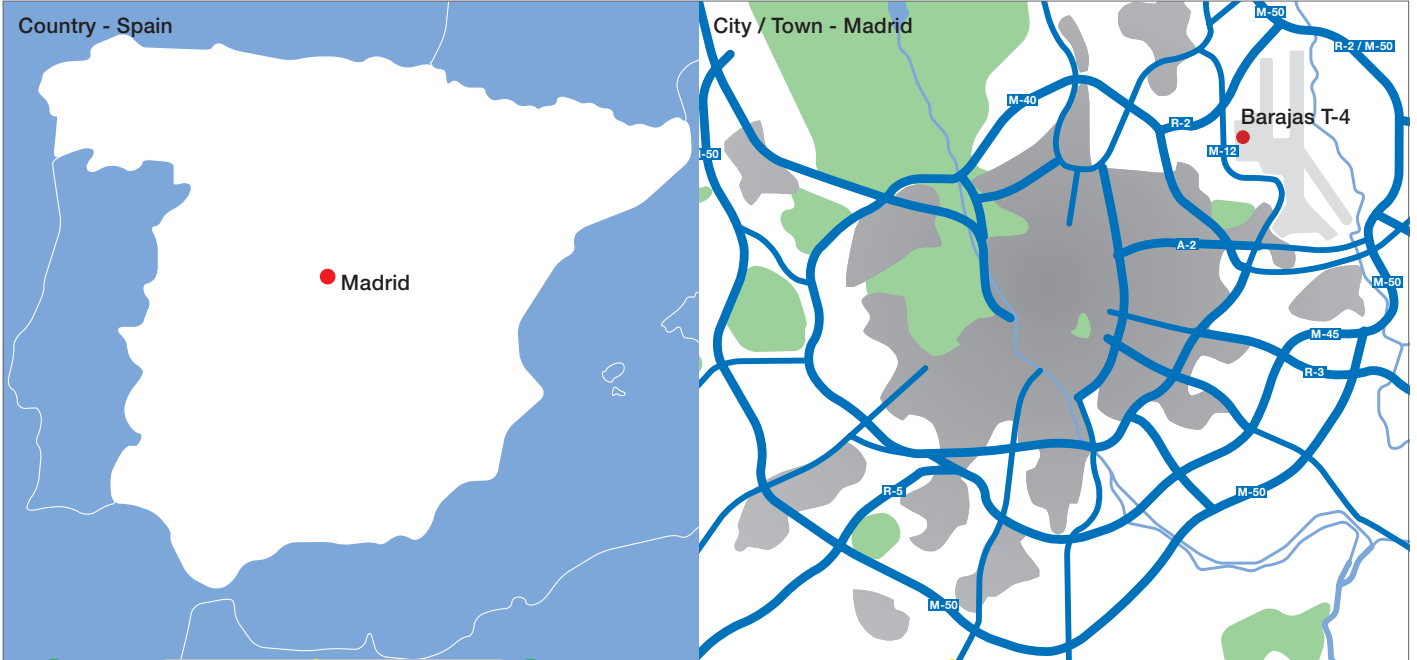 Country - Spain
Madrid
City / Town - Madrid
M-50
R-2 / M-50
M-40
Barajas T-4
R-2
M-12
-50
A-2
M-50
M-45
R-3
R-5
M-50
M-50